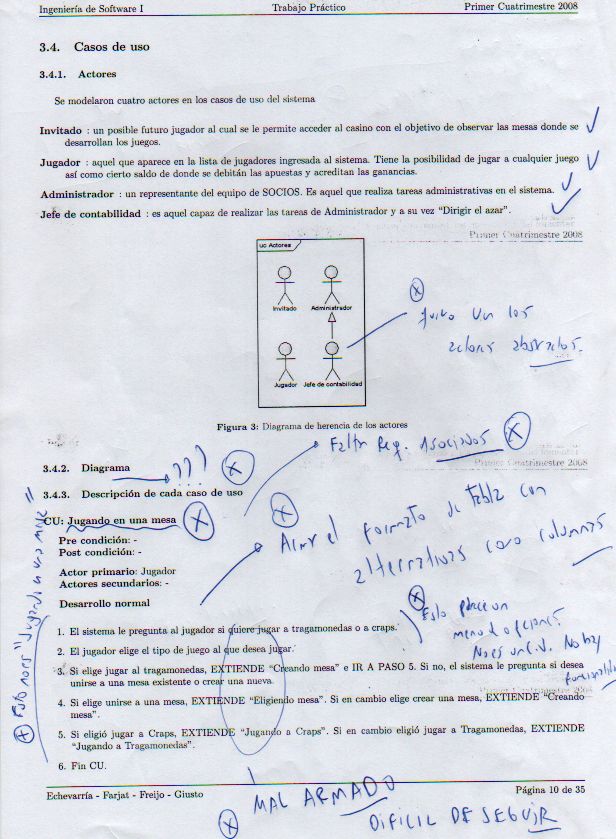 Ingeniería de Software I Trabajo Práctico Primer Cuatrimestre 2008
3.4. Casos de uso
3.4.1. Actores
Se modelaron cuatro actores en los casos de uso del sistema
Invitado : un posible futuro jugador al cual se le permite acceder al casino con el objetivo de observar las mesas donde se
desarrollan los juegos.
Jugador : aquel que aparece en la lista de jugadores ingresada al sistema. Tiene la posibilidad de jugar a cualquier juego
así como cierto saldo de donde se debitán las apuestas y acreditan las ganancias.
Administrador : un representante del equipo de SOCIOS. Es aquel que realiza tareas administrativas en el sistema.
Jefe de contabilidad : es aquel capaz de realizar las tareas de Administrador y a su vez "Dirigir el azar".
Primer Cuatrimestre 2008
uc Actores
Invitado Administrador
Jugador Jefe de contabilidad
los
actores abstractos.
Figura 3: Diagrama de herencia de los actores
Falta Req. Asociados
Primer Cuatrimestre 2008
3.4.2. Diagrama
???
3.4.3. Descripción de cada caso de uso
CU: Jugando en una mesa
Pre condición: -
Post condición: -
el formato de tabla con
alternativas como columnas
Actor primario: Jugador
Actores secundarios: -
Desarrollo normal
Esto parece un
menu de opciones.
No es un C.U. No hay
funcionalidad
1. El sistema le pregunta al jugador si quiere jugar a tragamonedas o a craps.
2. El jugador elige el tipo de juego al que desea jugar.
3. Si elige jugar al tragamonedas, EXTIENDE "Creando mesa" e IR A PASO 5. Si no, el sistema le pregunta si desea
unirse a una mesa existente o crear una nueva.
Primer Cuatrimestre 2008
4. Si elige unirse a una mesa, EXTIENDE "Eligiendo mesa". Si en cambio elige crear una mesa, EXTIENDE "Creando
mesa".
5. Si eligió jugar a Craps, EXTIENDE "Jugando a Craps". Si en cambio eligió jugar a Tragamonedas, EXTIENDE
"Jugando a Tragamonedas".
6. Fin CU.
Esto no es "Jugando en una mesa"
Echevarría - Farjat - Freijo - Giusto Página 10 de 35
MAL ARMADO
DIFICIL DE SEGUIR